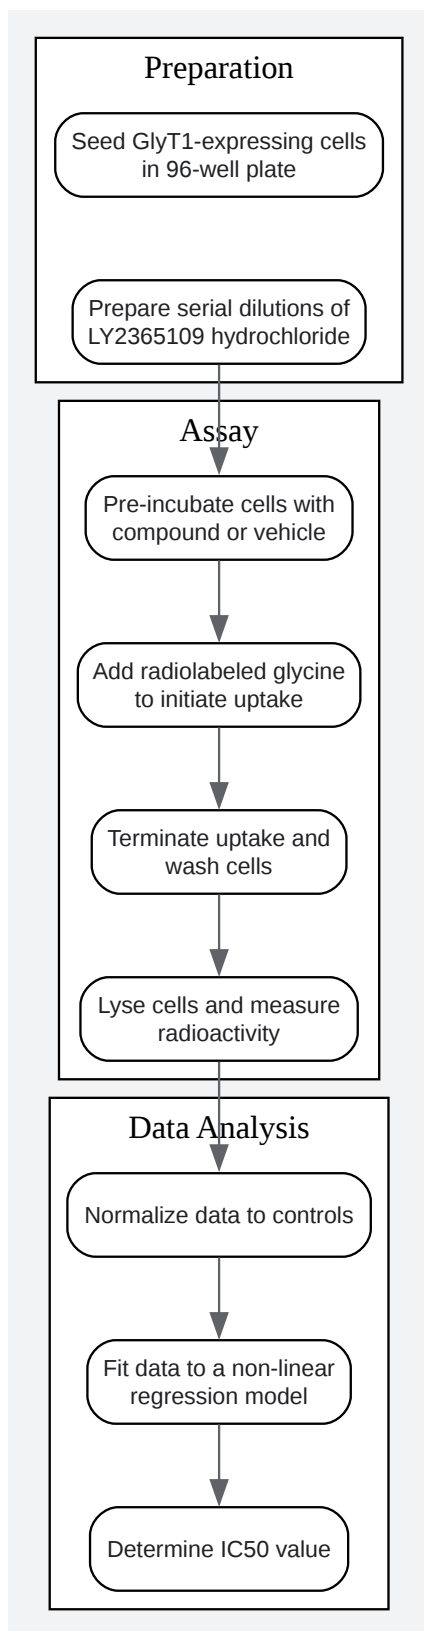 Preparation
Seed GlyT1-expressing cells
in 96-well plate
Prepare serial dilutions of
LY2365109 hydrochloride
Assay
Pre-incubate cells with
compound or vehicle
Add radiolabeled glycine
to initiate uptake
Terminate uptake and
wash cells
Lyse cells and measure
radioactivity
Data Analysis
Normalize data to controls
Fit data to a non-linear
regression model
Determine IC50 value